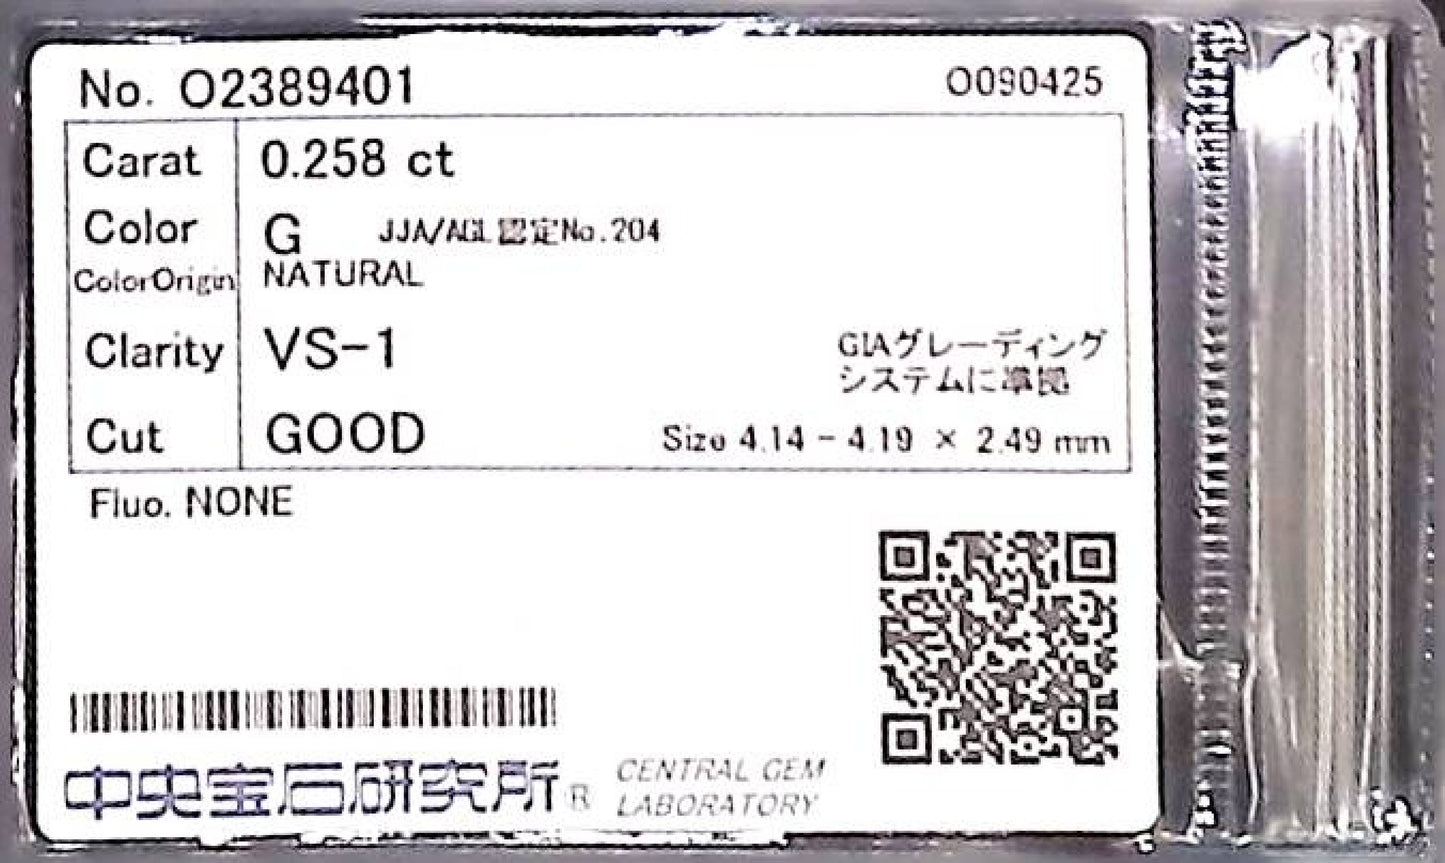 No. O2389401 O090425
Carat 0.258 ct
Color G JJA/AGL認定No.204
ColorOrigin NATURAL
Clarity VS-1 GIAグレーディング
システムに準拠
Cut GOOD Size 4.14 - 4.19 × 2.49 mm
Fluo. NONE
中央宝石研究所® CENTRAL GEM
LABORATORY